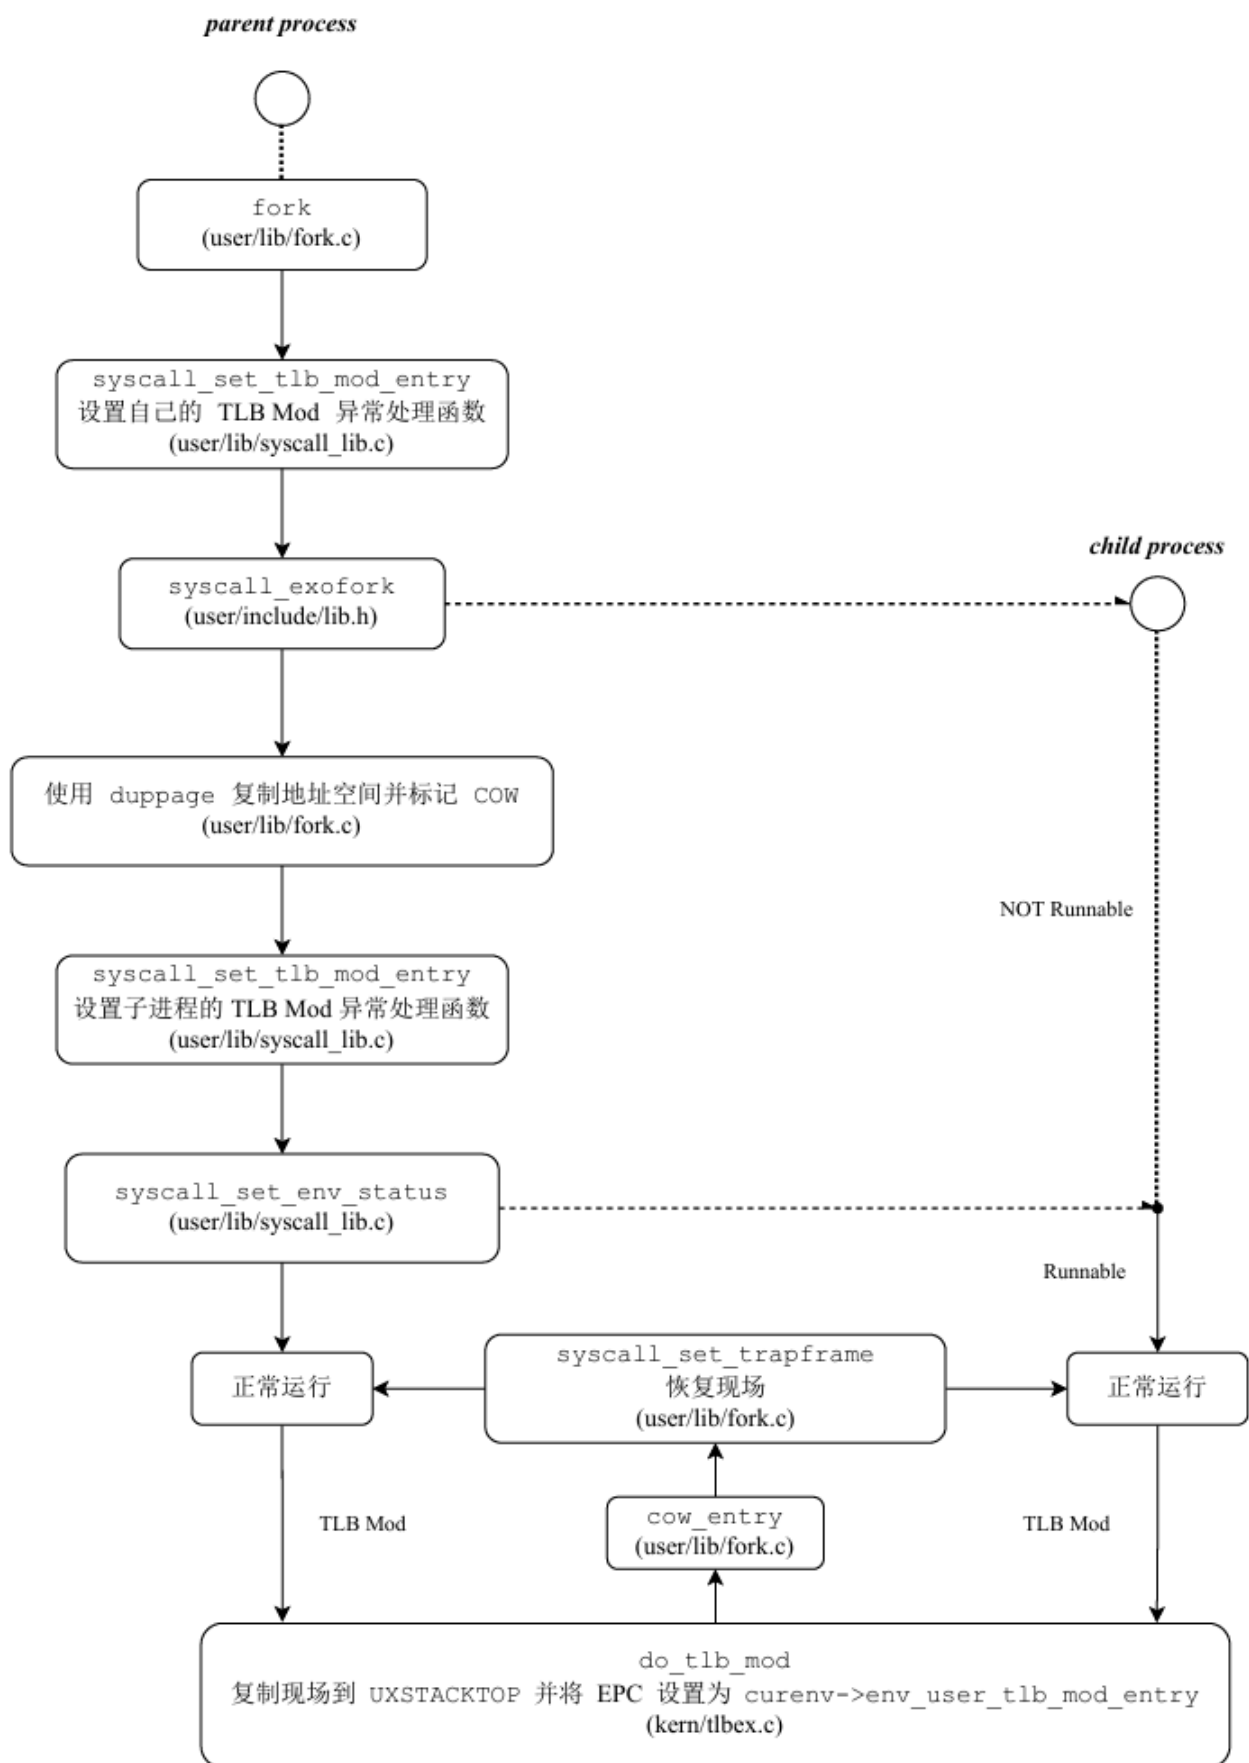 parent process
fork
(user/lib/fork.c)
syscall_set_tlb_mod_entry
设置自己的 TLB Mod 异常处理函数
(user/lib/syscall_lib.c)
child process
syscall_exofork
(user/include/lib.h)
使用 duppage 复制地址空间并标记 COW
(user/lib/fork.c)
NOT Runnable
syscall_set_tlb_mod_entry
设置子进程的 TLB Mod 异常处理函数
(user/lib/syscall_lib.c)
syscall_set_env_status
(user/lib/syscall_lib.c)
Runnable
正常运行
syscall_set_trapframe
恢复现场
(user/lib/fork.c)
正常运行
TLB Mod
cow_entry
(user/lib/fork.c)
TLB Mod
do_tlb_mod
复制现场到 UXSTACKTOP 并将 EPC 设置为 curenv->env_user_tlb_mod_entry
(kern/tlbex.c)